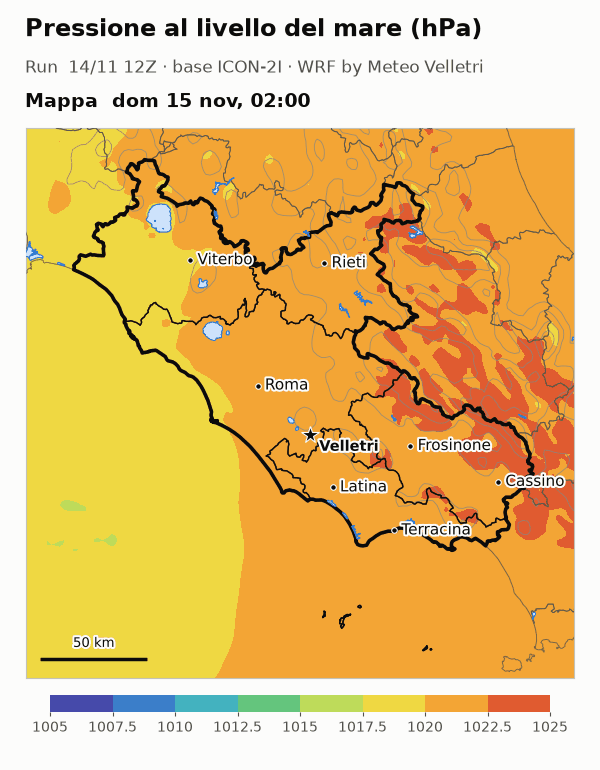 Pressione al livello del mare (hPa)
Run  14/11 12Z · base ICON-2I · WRF by Meteo Velletri
Mappa  dom 15 nov, 02:00
Viterbo
Rieti
Roma
Velletri
Frosinone
Cassino
Latina
Terracina
50 km
1005 1007.5 1010 1012.5 1015 1017.5 1020 1022.5 1025